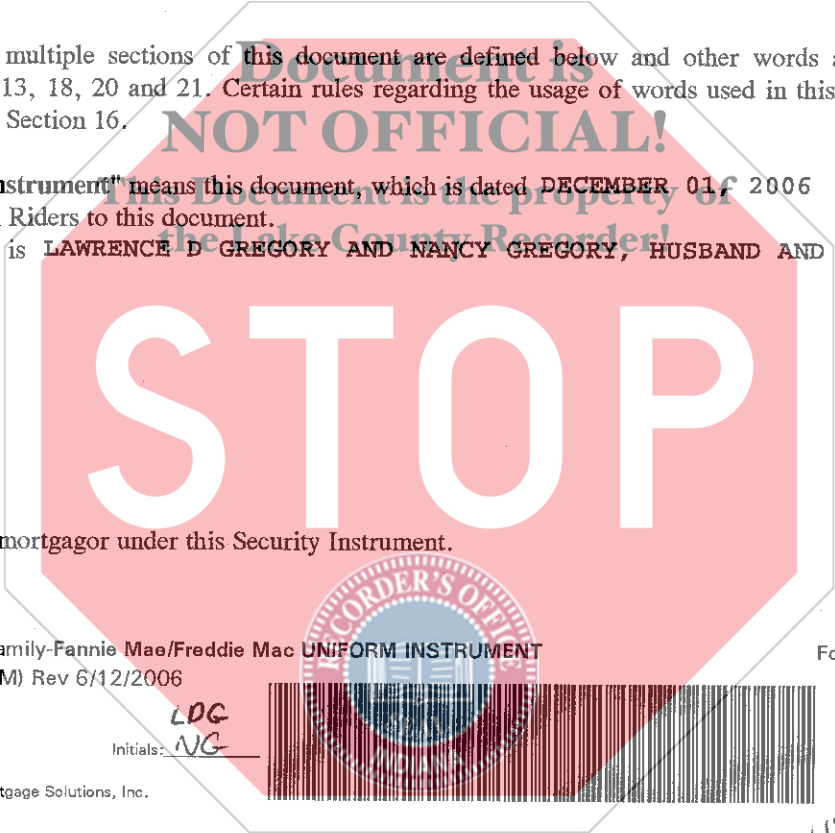 multiple sections of this document are defined below and other words
Document is
13, 18, 20 and 21. Certain rules regarding the usage of words used in this
Section 16.
NOT OFFICIAL!
nstrument" means this document, which is dated DECEMBER 01, 2006
This Document is the property of
Riders to this document.
the Lake County Recorder!
is LAWRENCE D GREGORY AND NANCY GREGORY, HUSBAND AND
STOP
mortgagor under this Security Instrument.
RECORDER'S OFFICE
amily-Fannie Mae/Freddie Mac UNIFORM INSTRUMENT
Fo
M) Rev 6/12/2006
LDG
Initials: NG
SEAL
INDIANA
tgage Solutions, Inc.